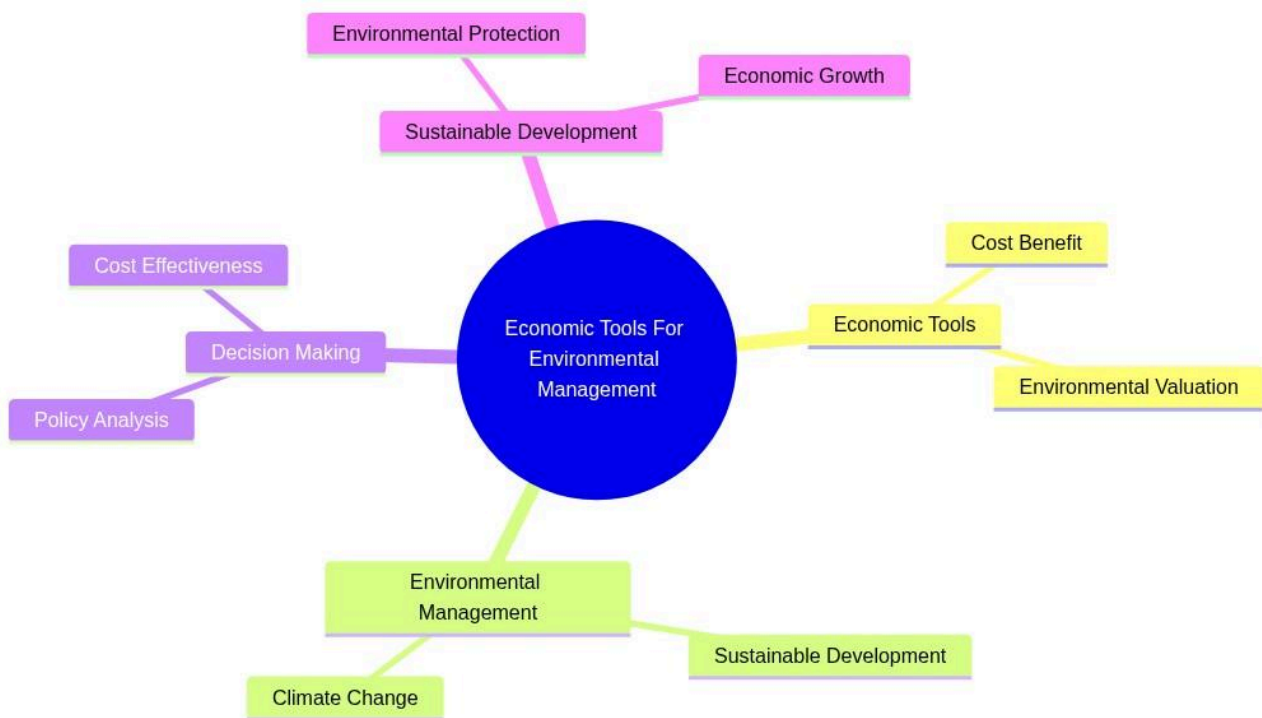 Environmental Protection
Economic Growth
Sustainable Development
Cost Benefit
Cost Effectiveness
Economic Tools
Economic Tools For
Environmental
Management
Decision Making
Environmental Valuation
Policy Analysis
Environmental
Management
Sustainable Development
Climate Change